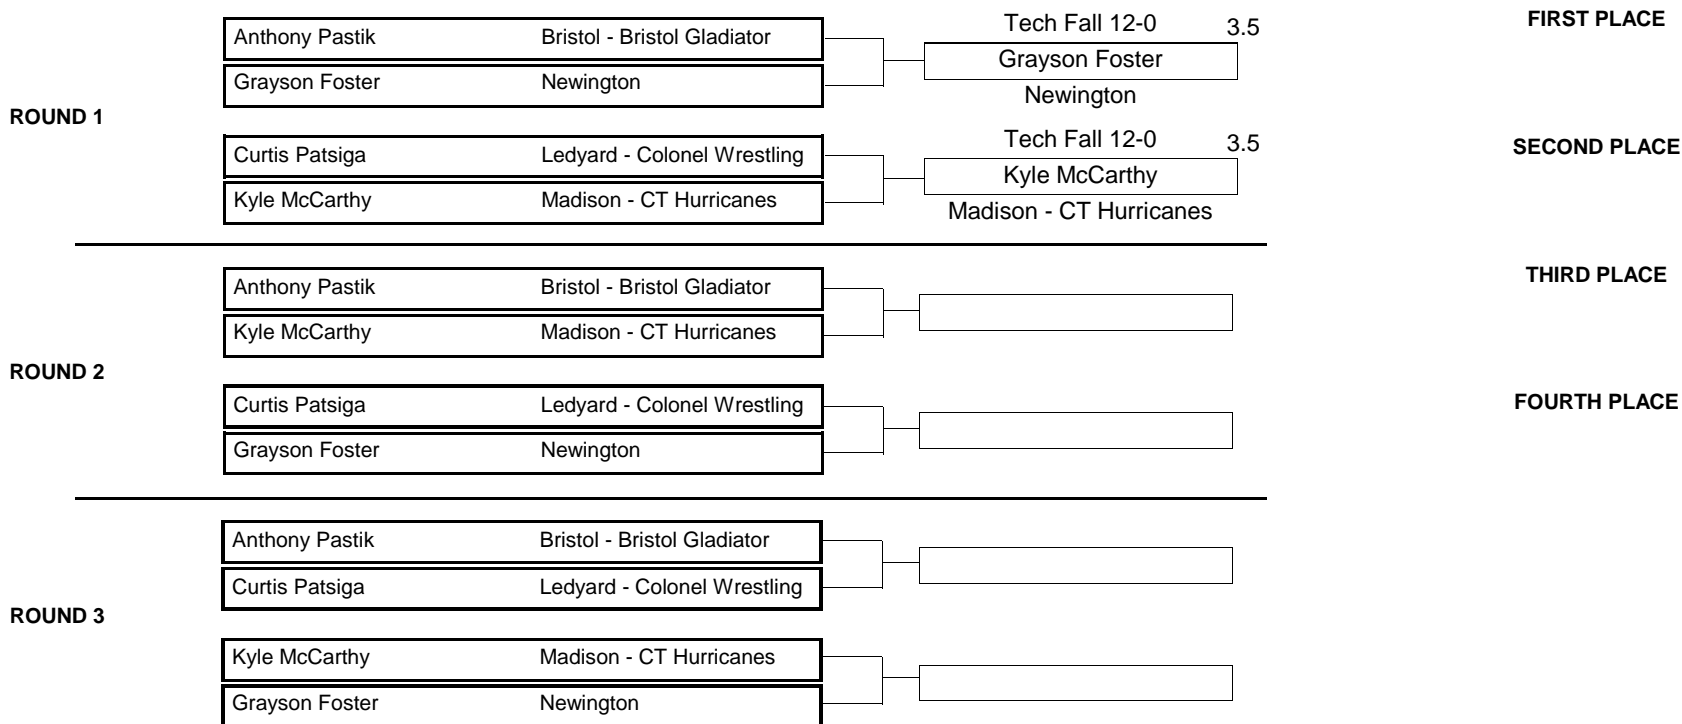 Tech Fall 12-0 3.5 FIRST PLACE
Anthony Pastik Bristol - Bristol Gladiator
Grayson Foster
Grayson Foster Newington
Newington
ROUND 1
Tech Fall 12-0 3.5 SECOND PLACE
Curtis Patsiga Ledyard - Colonel Wrestling
Kyle McCarthy
Kyle McCarthy Madison - CT Hurricanes
Madison - CT Hurricanes
THIRD PLACE
Anthony Pastik Bristol - Bristol Gladiator
Kyle McCarthy Madison - CT Hurricanes
ROUND 2
Curtis Patsiga Ledyard - Colonel Wrestling FOURTH PLACE
Grayson Foster Newington
Anthony Pastik Bristol - Bristol Gladiator
Curtis Patsiga Ledyard - Colonel Wrestling
ROUND 3
Kyle McCarthy Madison - CT Hurricanes
Grayson Foster Newington